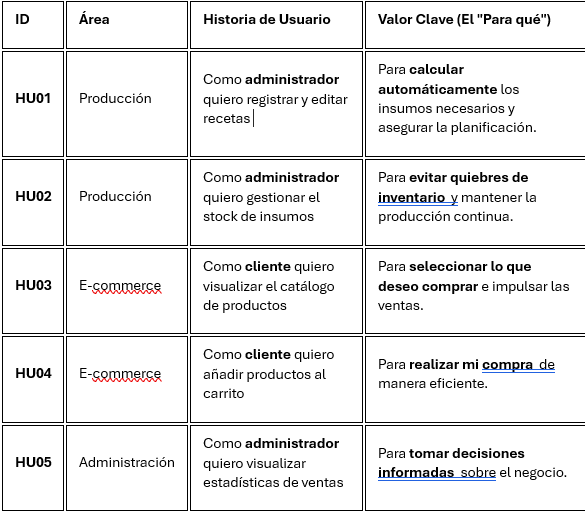 ID Área Historia de Usuario Valor Clave (El "Para qué")
HU01
Producción
Como administrador
quiero registrar y editar
recetas
Para calcular
automáticamente los
insumos necesarios y
asegurar la planificación.
HU02
Producción
Como administrador
quiero gestionar el
stock de insumos
Para evitar quiebres de
inventario y mantener la
producción continua.
HU03
E-commerce
Como cliente quiero
visualizar el catálogo
de productos
Para seleccionar lo que
deseo comprar e impulsar las
ventas.
HU04
E-commerce
Como cliente quiero
añadir productos al
carrito
Para realizar mi compra de
manera eficiente.
HU05
Administración
Como administrador
quiero visualizar
estadísticas de ventas
Para tomar decisiones
informadas sobre el negocio.